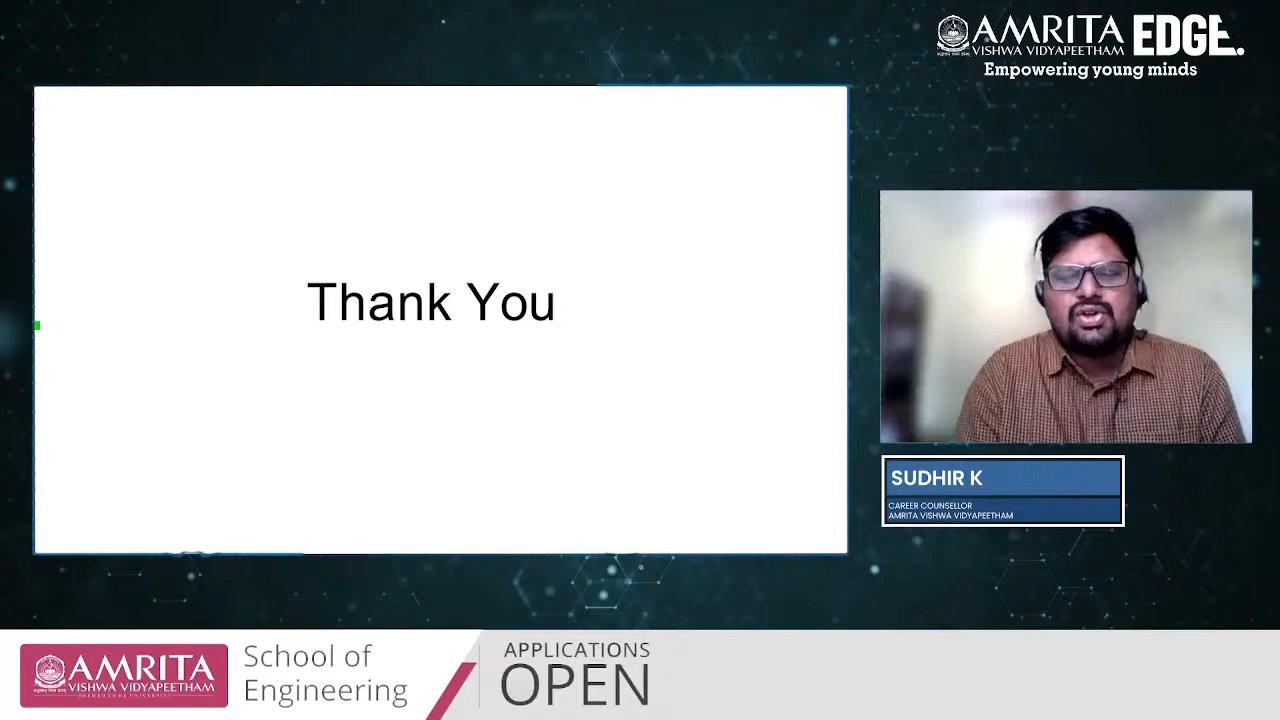 AMRITA
VISHWA VIDYAPEETHAM
EDGE.
Empowering young minds
Thank You
SUDHIR K
CAREER COUNSELLOR
AMRITA VISHWA VIDYAPEETHAM
AMRITA
VISHWA VIDYAPEETHAM
School of
Engineering
APPLICATIONS
OPEN